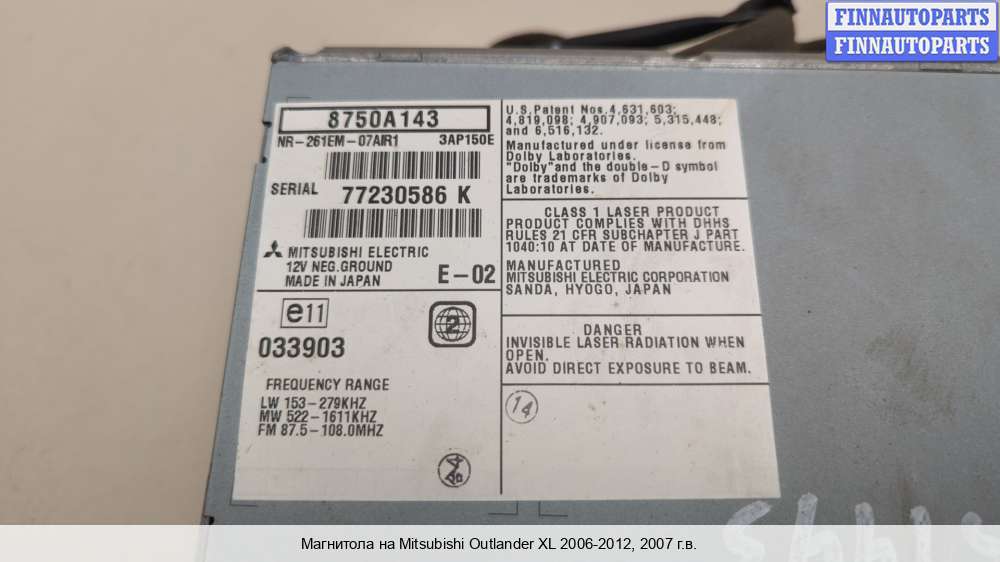 FINNAUTOPARTS
FINNAUTOPARTS
8750A143
NR-261EM-07AIR1 3AP150E
SERIAL 77230586 K
MITSUBISHI ELECTRIC
12V NEG.GROUND
MADE IN JAPAN E-02
e11
2
033903
FREQUENCY RANGE
LW 153-279KHZ
MW 522-1611KHZ
FM 87.5-108.0MHZ
U.S.Patent Nos.4,631,603;
4,819,098; 4,907,093; 5,315,448;
and 6,516,132.
Manufactured under license from
Dolby Laboratories.
"Dolby"and the double-D symbol
are trademarks of Dolby
Laboratories.
CLASS 1 LASER PRODUCT
PRODUCT COMPLIES WITH DHHS
RULES 21 CFR SUBCHAPTER J PART
1040:10 AT DATE OF MANUFACTURE.
MANUFACTURED
MITSUBISHI ELECTRIC CORPORATION
SANDA, HYOGO, JAPAN
DANGER
INVISIBLE LASER RADIATION WHEN
OPEN.
AVOID DIRECT EXPOSURE TO BEAM.
14
Магнитола на Mitsubishi Outlander XL 2006-2012, 2007 г.в.